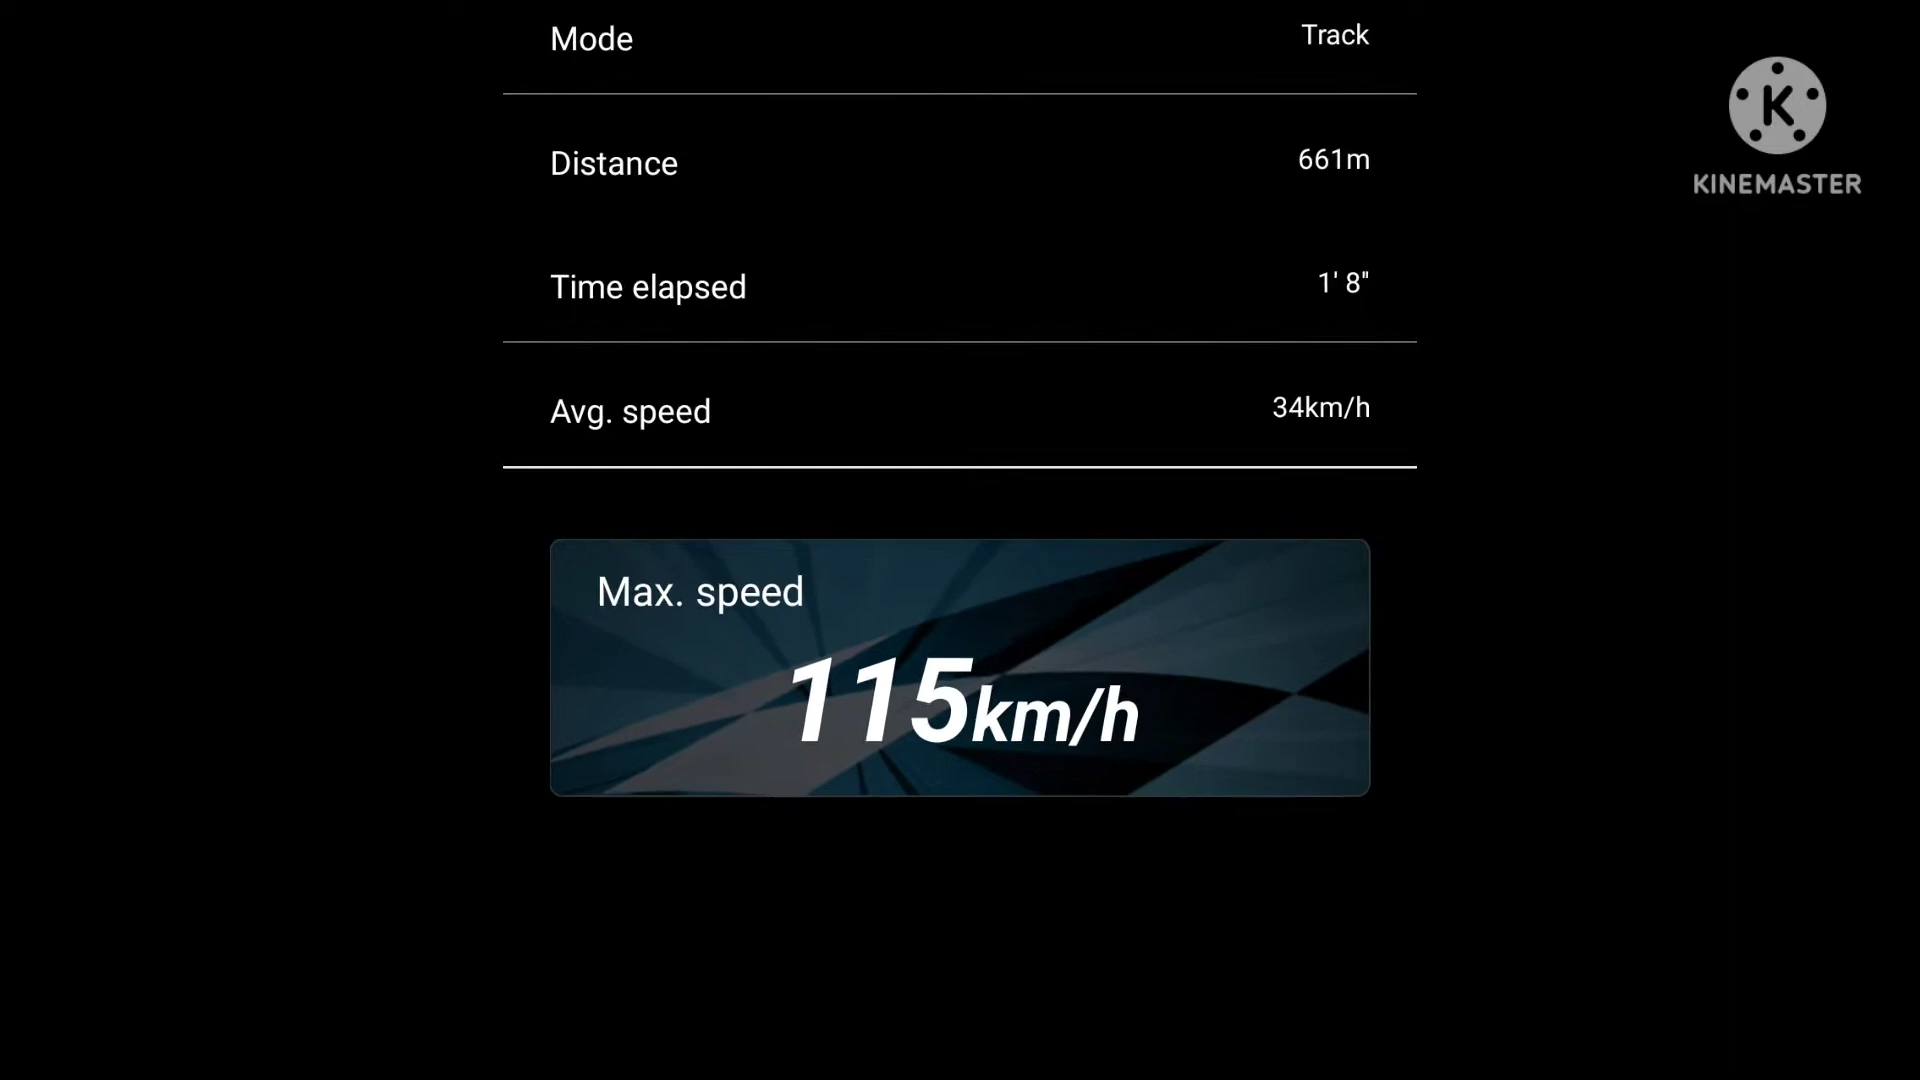 Mode Track
Distance 661m
Time elapsed 1' 8"
Avg. speed 34km/h
Max. speed
115km/h
K
KINEMASTER